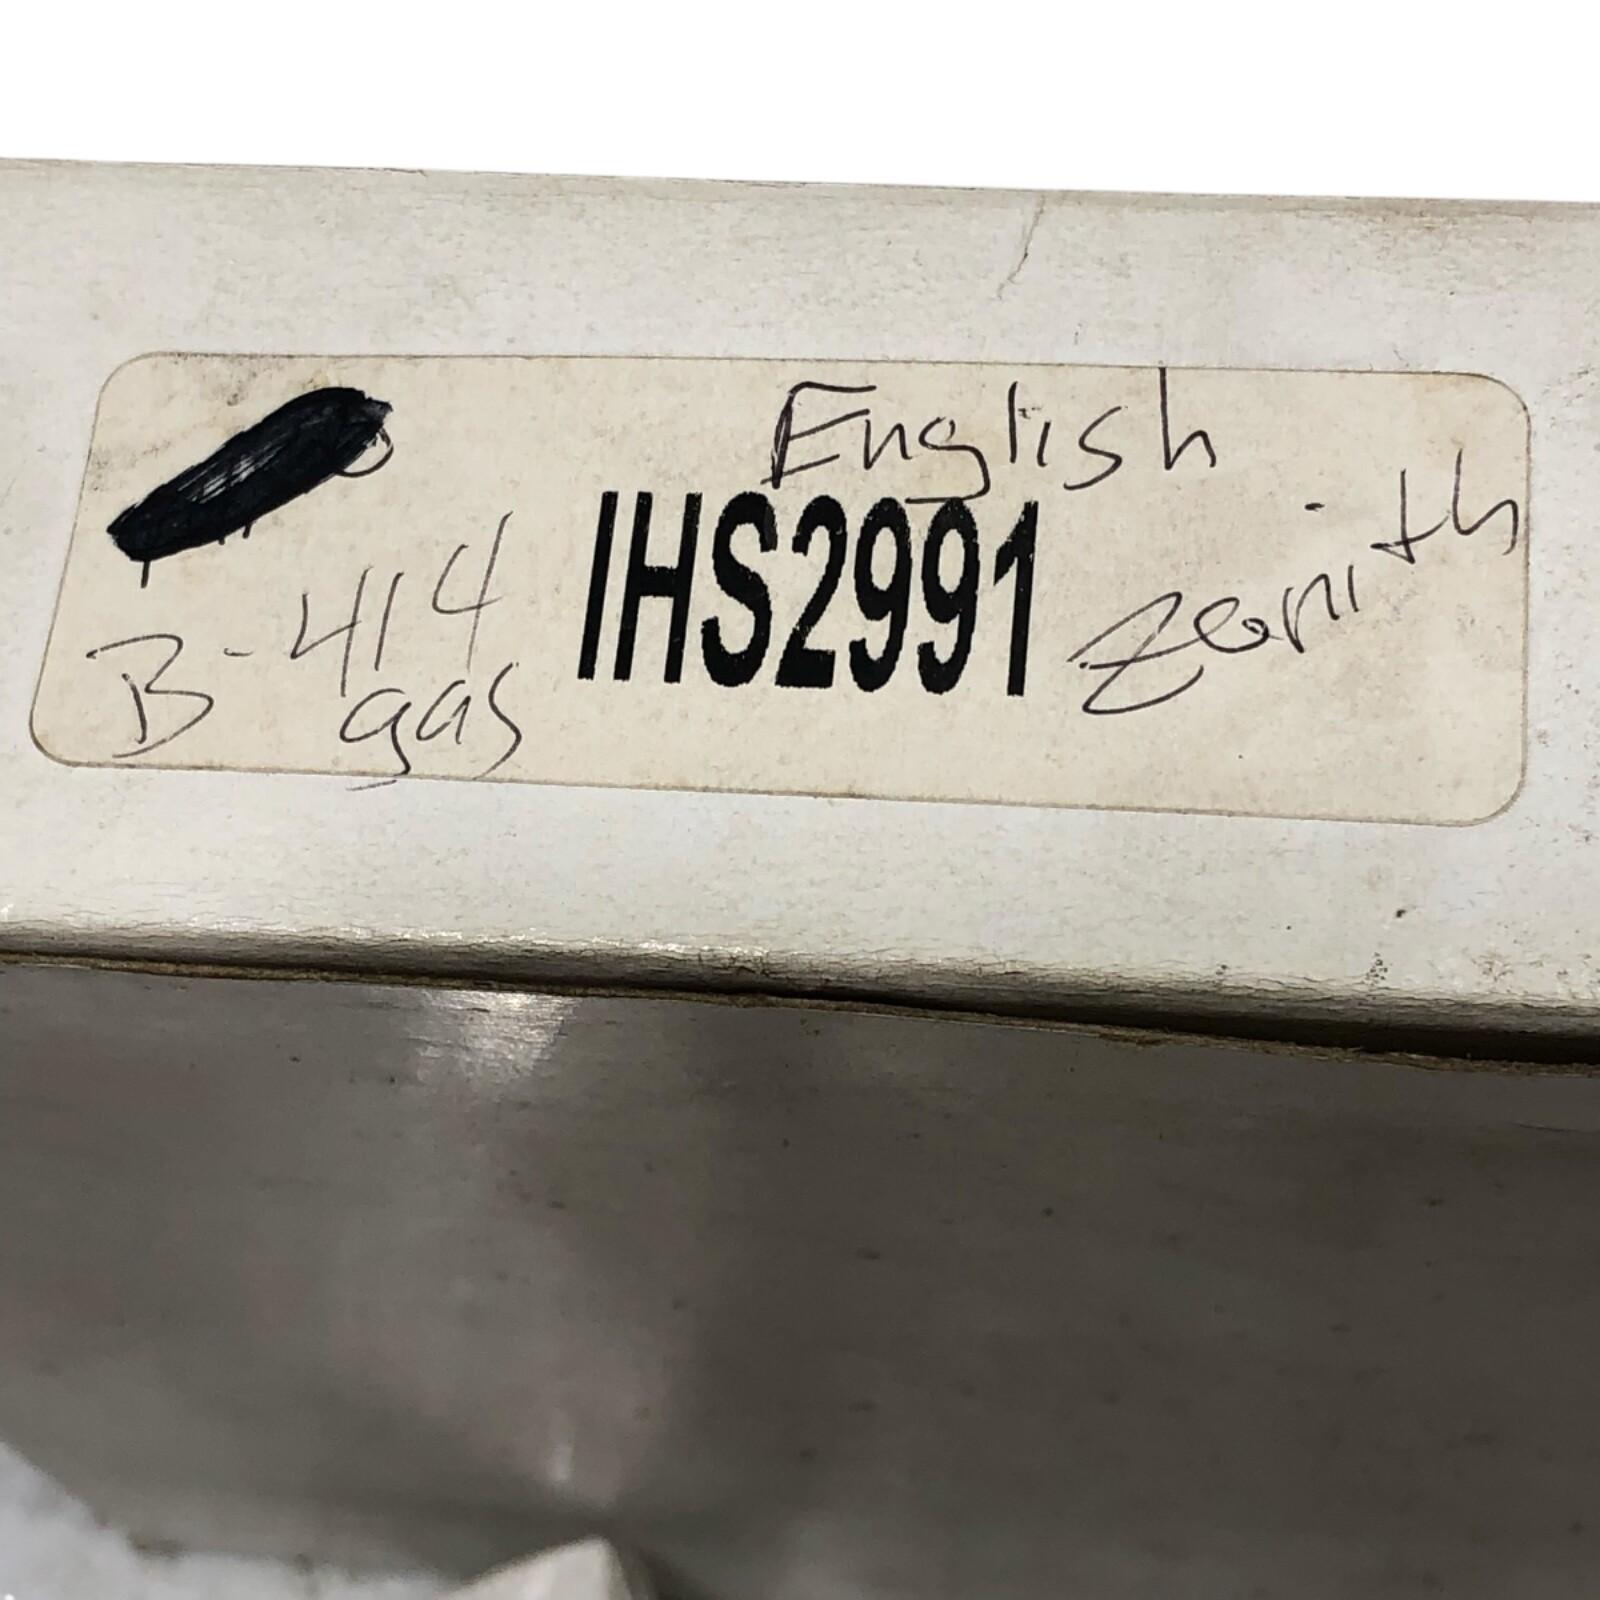 English
IHS2991
Zenith
B-414
gas